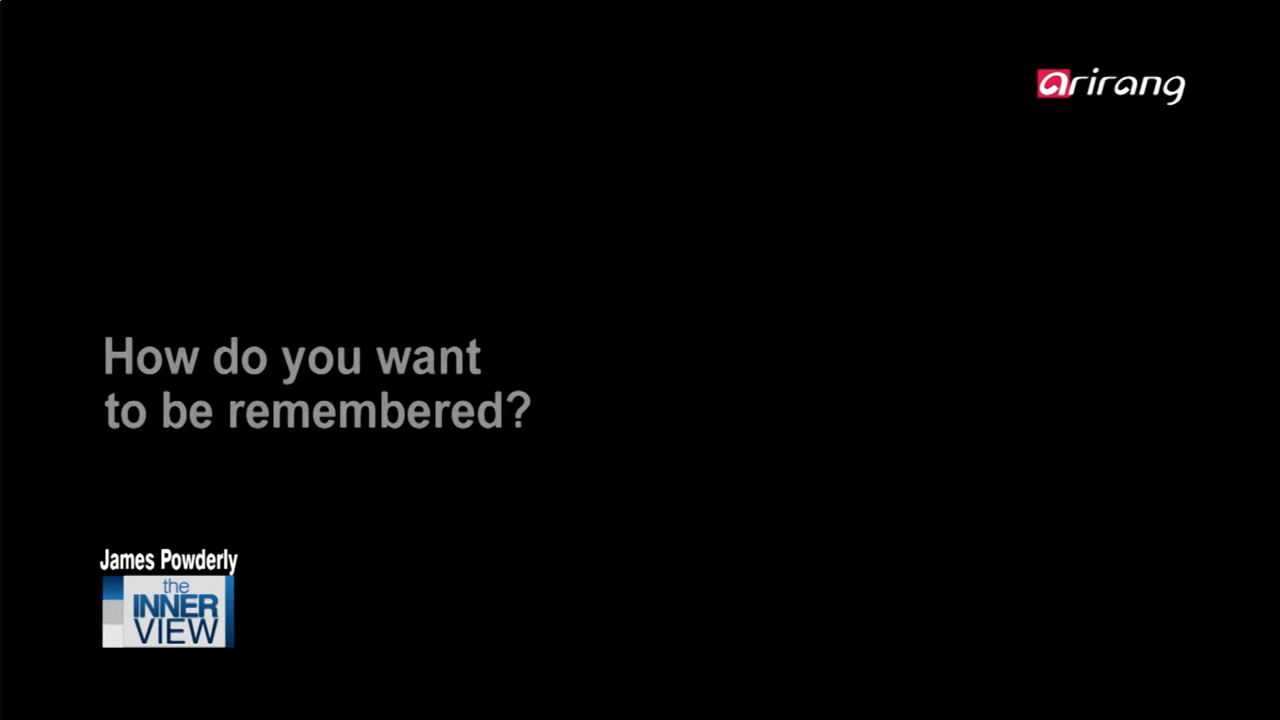 arirang
How do you want
to be remembered?
James Powderly
the
INNER
VIEW